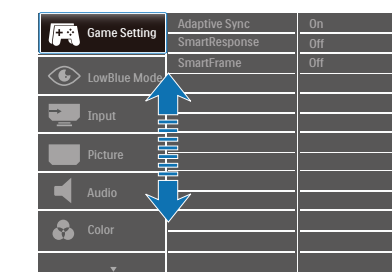 Game Setting
Adaptive Sync On
SmartResponse Off
SmartFrame Off
LowBlue Mode
Input
Picture
Audio
Color